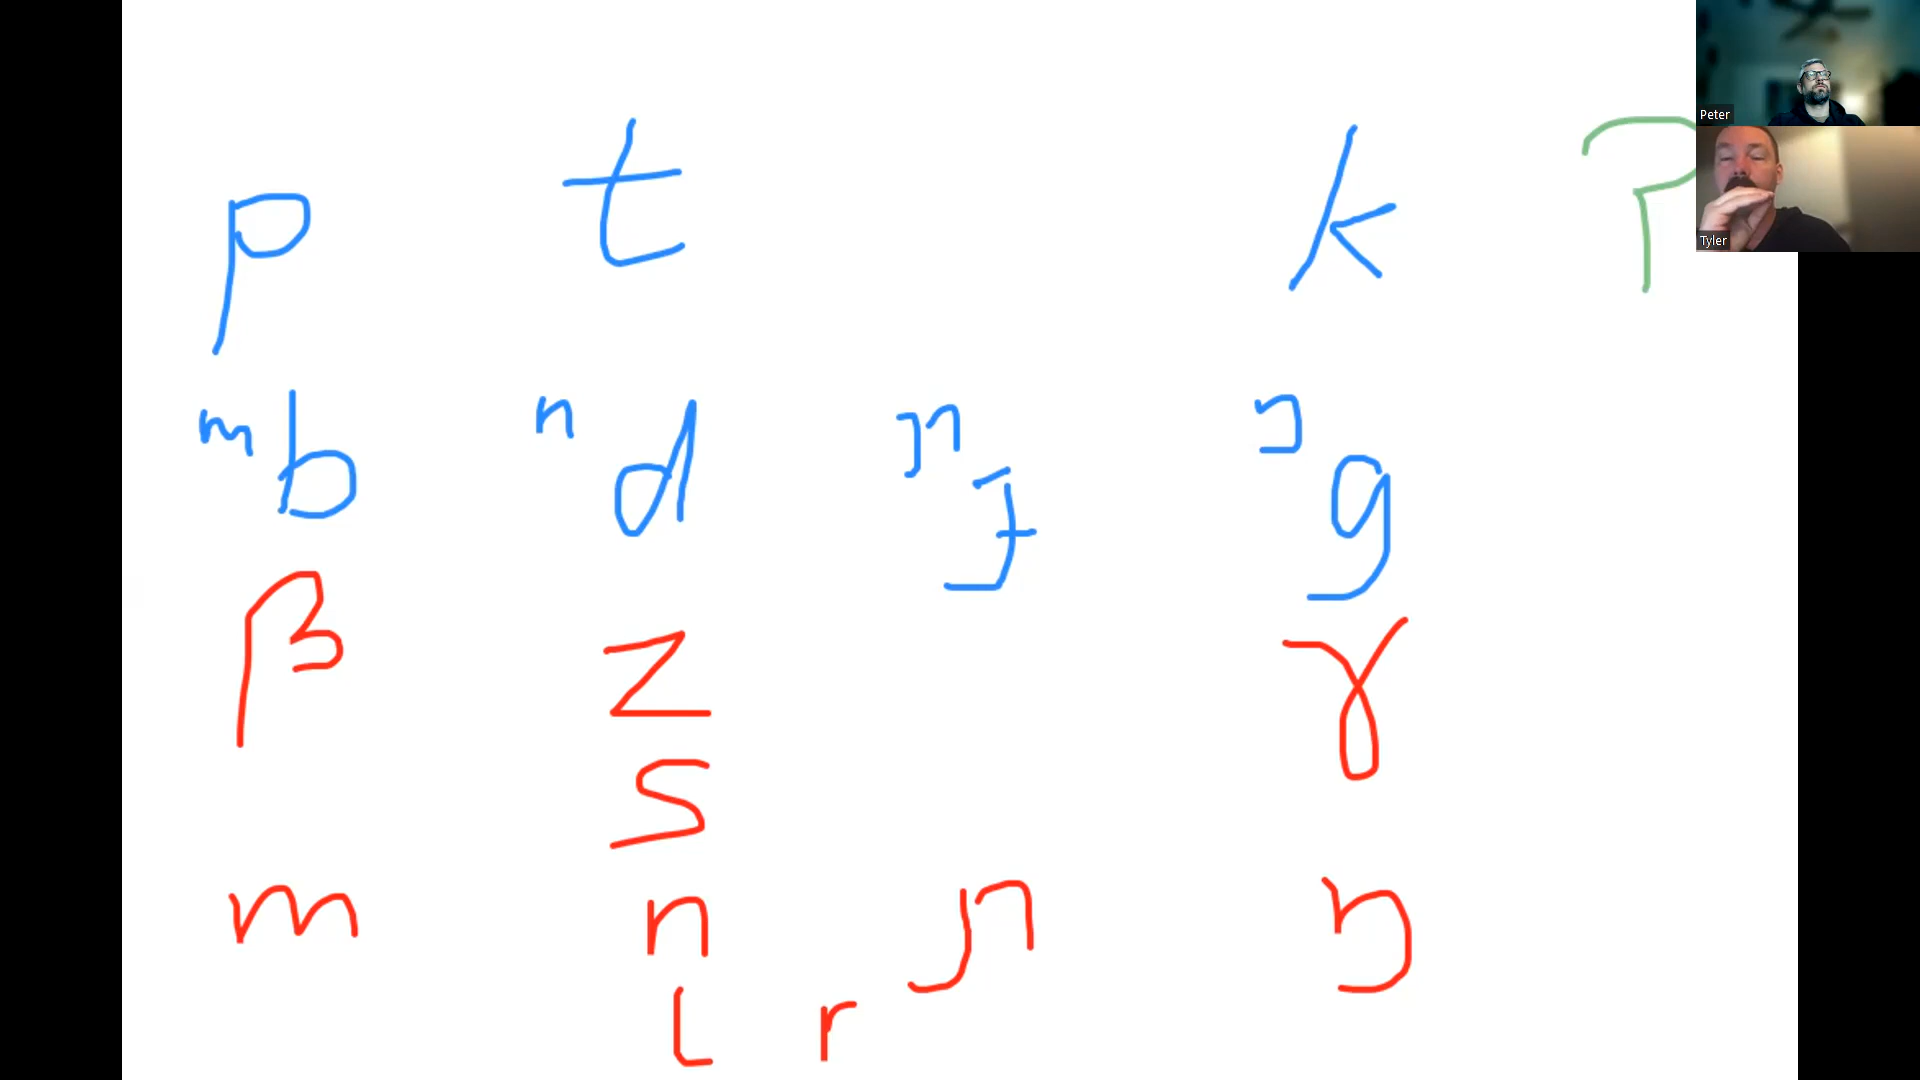 p t k ʔ
Peter
Tyler
ᵐb ⁿd ᶮɟ ᵑg
β z ɣ
s
m n ɲ ŋ
l r